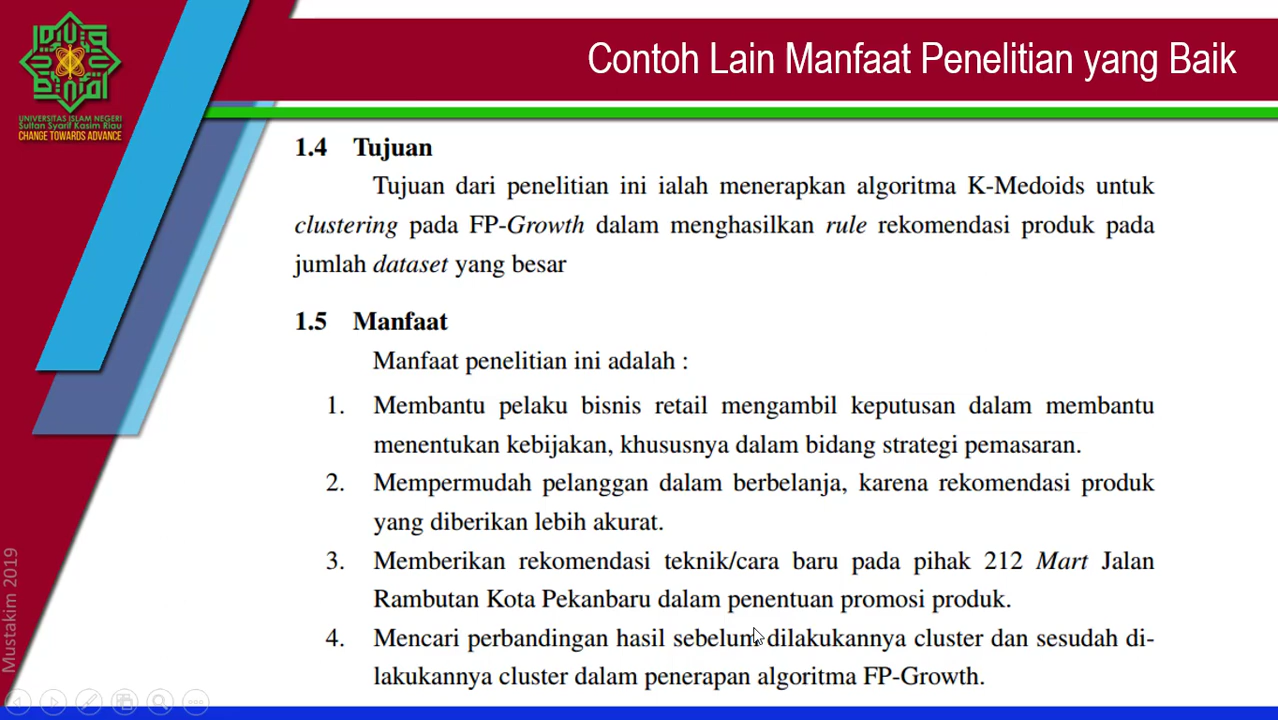 UNIVERSITAS ISLAM NEGERI
Sultan Syarif Kasim Riau
CHANGE TOWARDS ADVANCE
Contoh Lain Manfaat Penelitian yang Baik
1.4 Tujuan
Tujuan dari penelitian ini ialah menerapkan algoritma K-Medoids untuk
clustering pada FP-Growth dalam menghasilkan rule rekomendasi produk pada
jumlah dataset yang besar
1.5 Manfaat
Manfaat penelitian ini adalah :
1. Membantu pelaku bisnis retail mengambil keputusan dalam membantu
menentukan kebijakan, khususnya dalam bidang strategi pemasaran.
2. Mempermudah pelanggan dalam berbelanja, karena rekomendasi produk
yang diberikan lebih akurat.
3. Memberikan rekomendasi teknik/cara baru pada pihak 212 Mart Jalan
Rambutan Kota Pekanbaru dalam penentuan promosi produk.
4. Mencari perbandingan hasil sebelum dilakukannya cluster dan sesudah di-
lakukannya cluster dalam penerapan algoritma FP-Growth.
Mustakim 2019